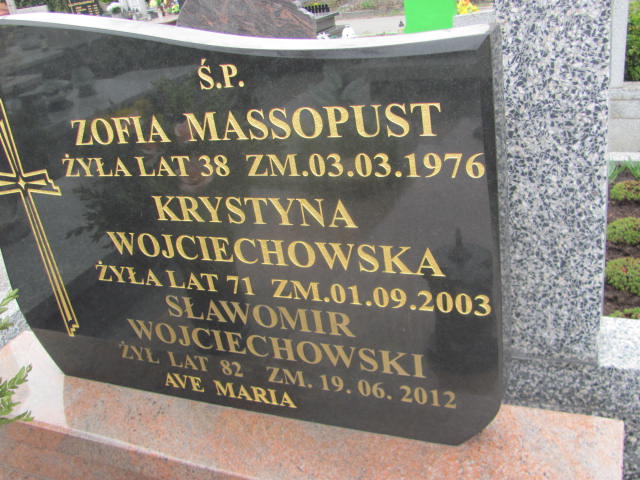 Ś.P.
ZOFIA MASSOPUST
ŻYŁA LAT 38 ZM.03.03.1976
KRYSTYNA
WOJCIECHOWSKA
ŻYŁA LAT 71 ZM.01.09.2003
SŁAWOMIR
WOJCIECHOWSKI
ŻYŁ LAT 82 ZM. 19.06.2012
AVE MARIA